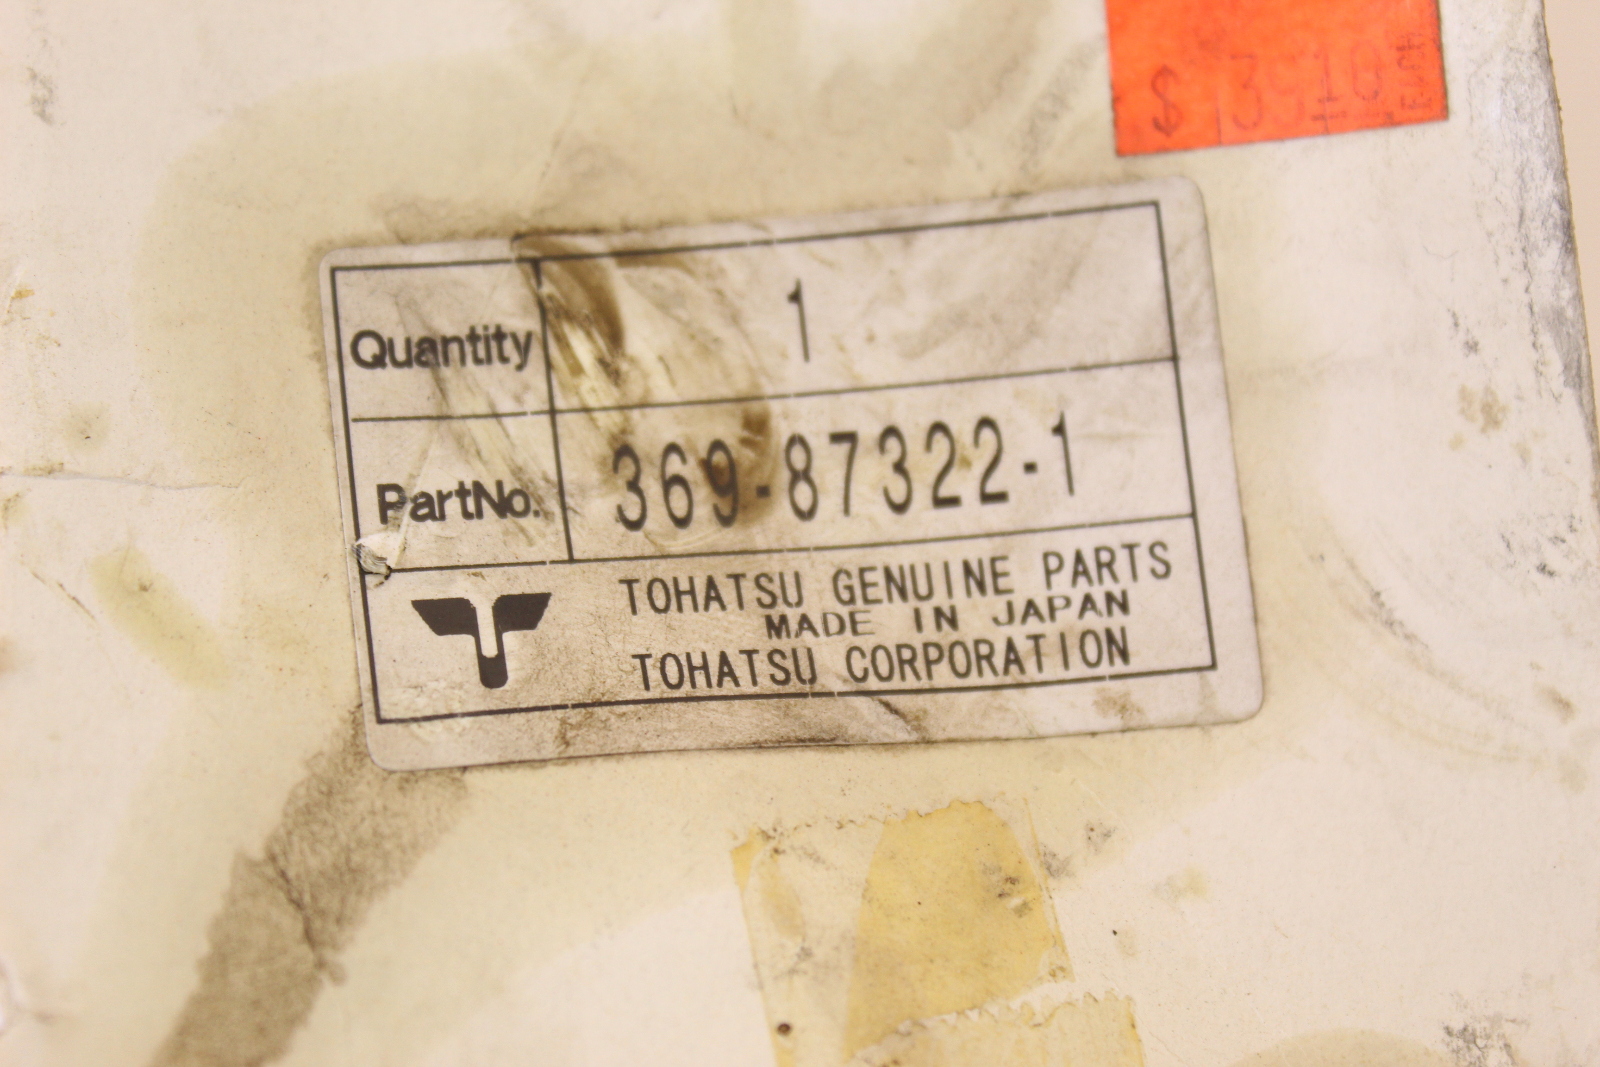 Quantity 1
PartNo. 369-87322-1
TOHATSU GENUINE PARTS
MADE IN JAPAN
TOHATSU CORPORATION